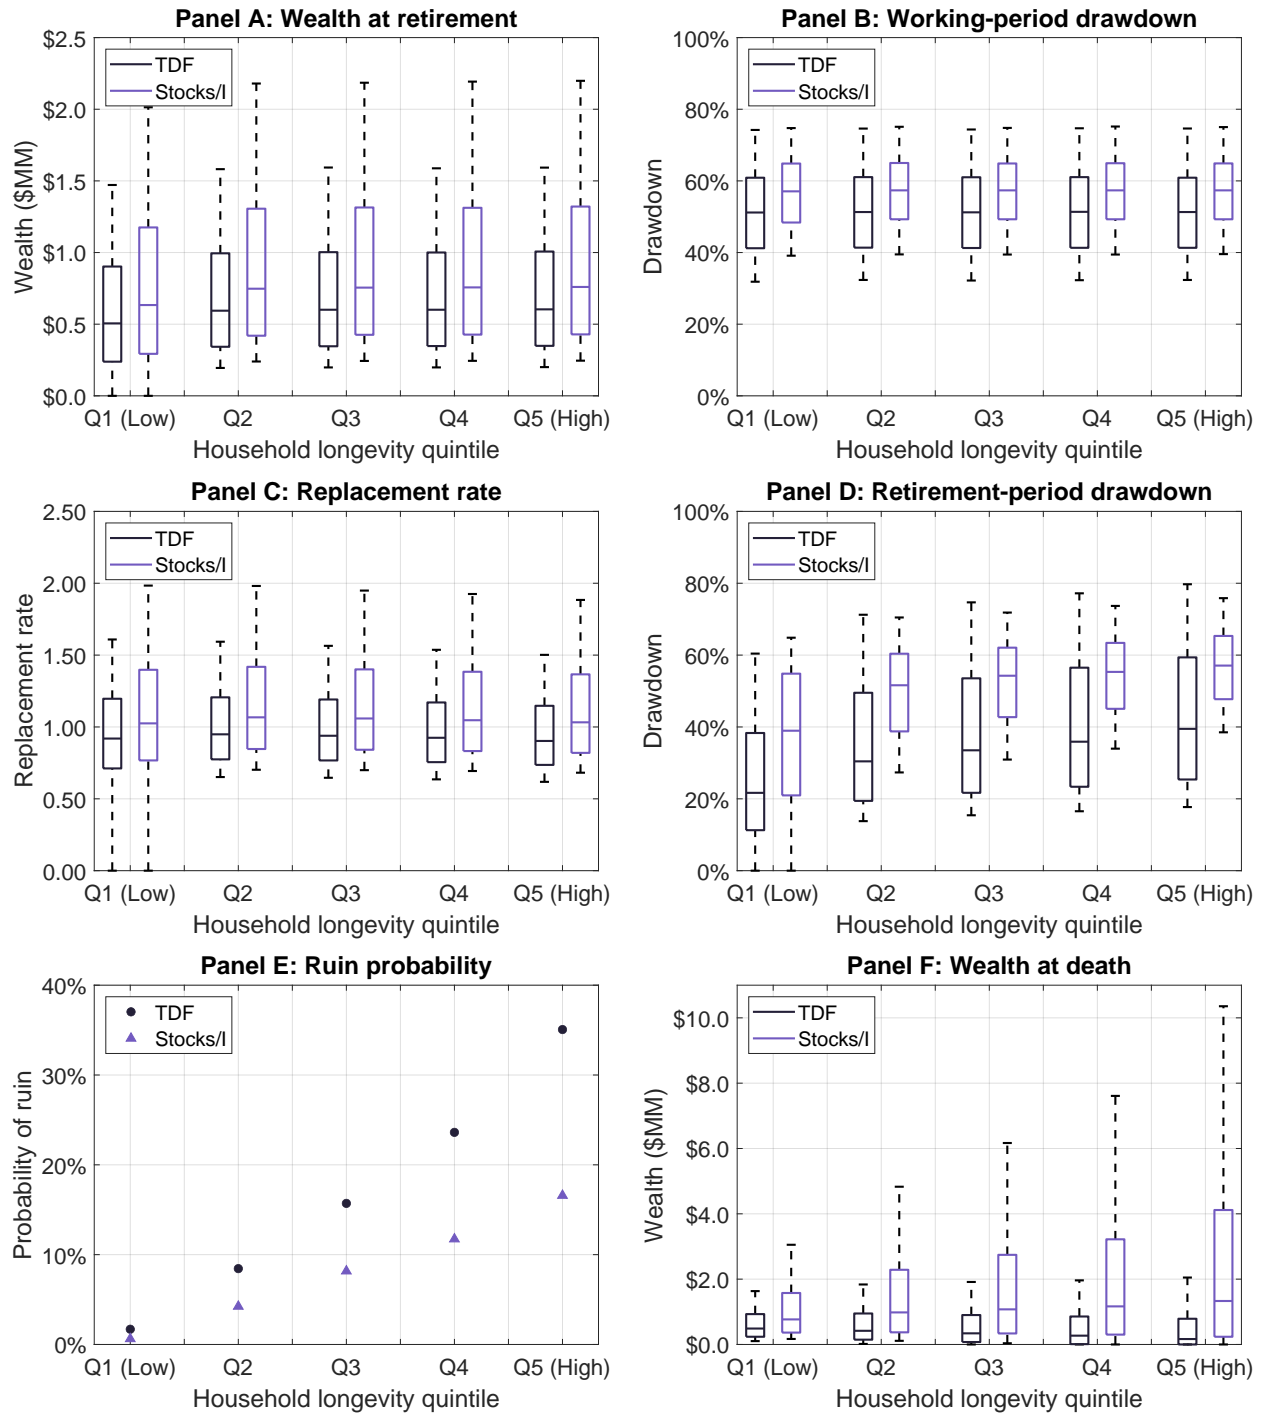 Panel A: Wealth at retirement
$2.5
$2.0
$1.5
$1.0
$0.5
$0.0
Wealth ($MM)
TDF
Stocks/I
Q1 (Low) Q2 Q3 Q4 Q5 (High)
Household longevity quintile
Panel B: Working-period drawdown
100%
80%
60%
40%
20%
0%
Drawdown
TDF
Stocks/I
Q1 (Low) Q2 Q3 Q4 Q5 (High)
Household longevity quintile
Panel C: Replacement rate
2.50
2.00
1.50
1.00
0.50
0.00
Replacement rate
TDF
Stocks/I
Q1 (Low) Q2 Q3 Q4 Q5 (High)
Household longevity quintile
Panel D: Retirement-period drawdown
100%
80%
60%
40%
20%
0%
Drawdown
TDF
Stocks/I
Q1 (Low) Q2 Q3 Q4 Q5 (High)
Household longevity quintile
Panel E: Ruin probability
40%
30%
20%
10%
0%
Probability of ruin
TDF
Stocks/I
Q1 (Low) Q2 Q3 Q4 Q5 (High)
Household longevity quintile
Panel F: Wealth at death
$10.0
$8.0
$6.0
$4.0
$2.0
$0.0
Wealth ($MM)
TDF
Stocks/I
Q1 (Low) Q2 Q3 Q4 Q5 (High)
Household longevity quintile